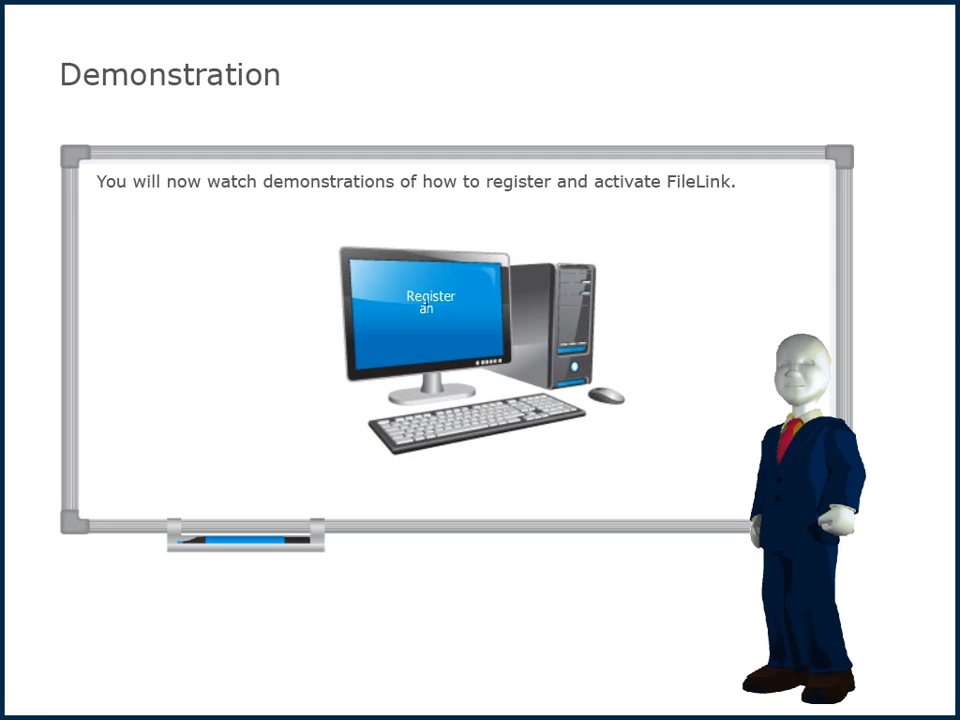 Demonstration
You will now watch demonstrations of how to register and activate FileLink.
Register
an